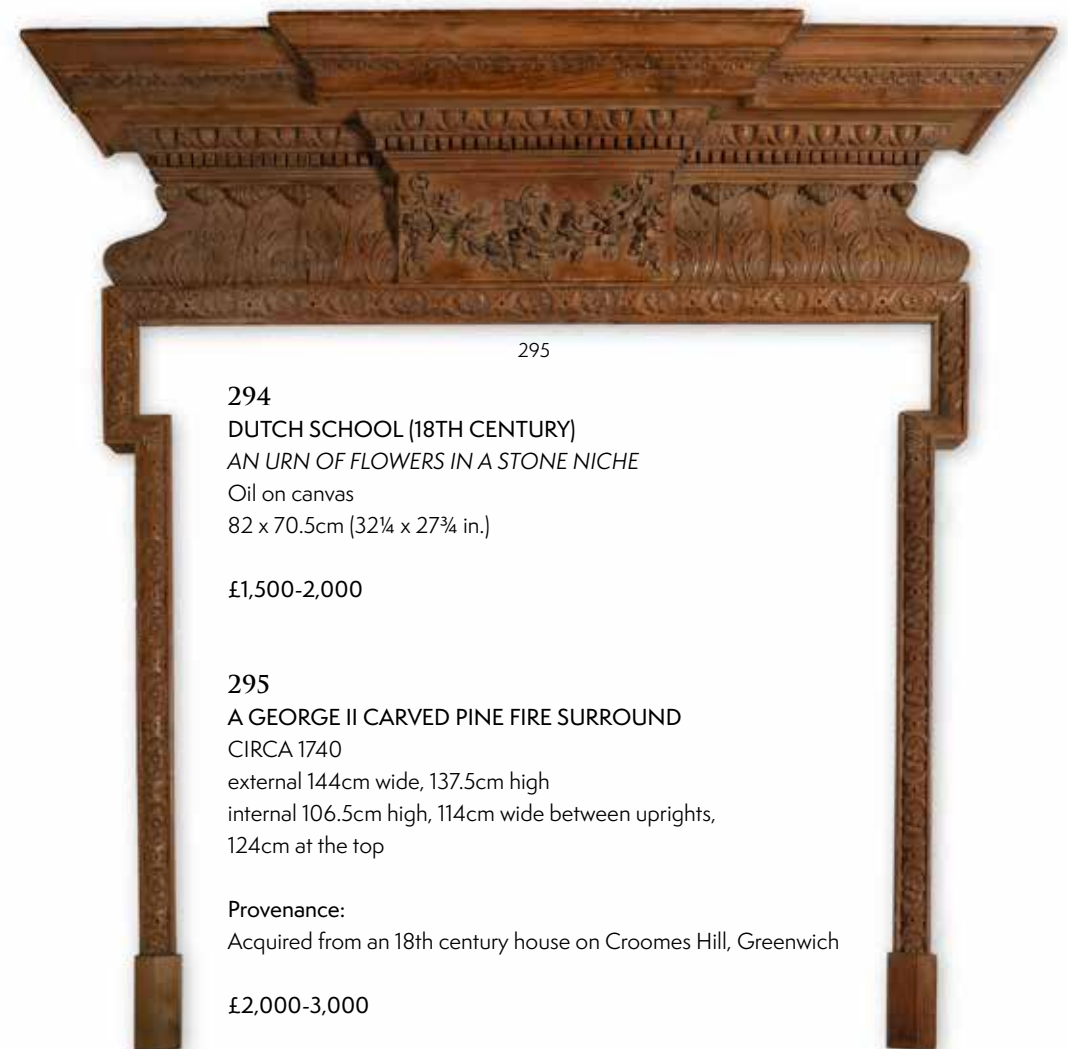 295
294
DUTCH SCHOOL (18TH CENTURY)
AN URN OF FLOWERS IN A STONE NICHE
Oil on canvas
82 x 70.5cm (32¼ x 27¾ in.)
£1,500-2,000
295
A GEORGE II CARVED PINE FIRE SURROUND
CIRCA 1740
external 144cm wide, 137.5cm high
internal 106.5cm high, 114cm wide between uprights,
124cm at the top
Provenance:
Acquired from an 18th century house on Croomes Hill, Greenwich
£2,000-3,000